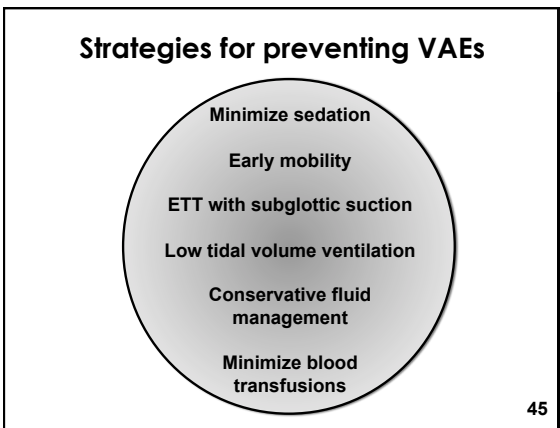 Strategies for preventing VAEs
Minimize sedation
Early mobility
ETT with subglottic suction
Low tidal volume ventilation
Conservative fluid
management
Minimize blood
transfusions
45